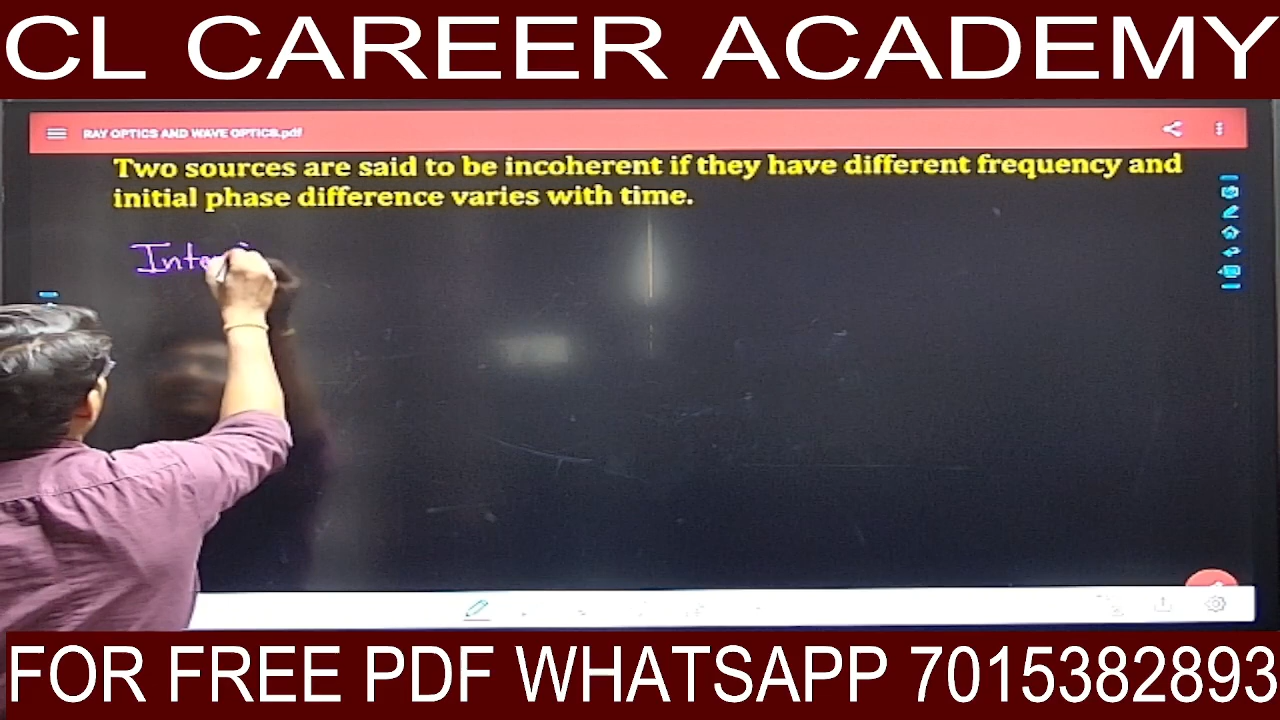 CL CAREER ACADEMY
RAY OPTICS AND WAVE OPTICS.pdf
Two sources are said to be incoherent if they have different frequency and
initial phase difference varies with time.
FOR FREE PDF WHATSAPP 7015382893